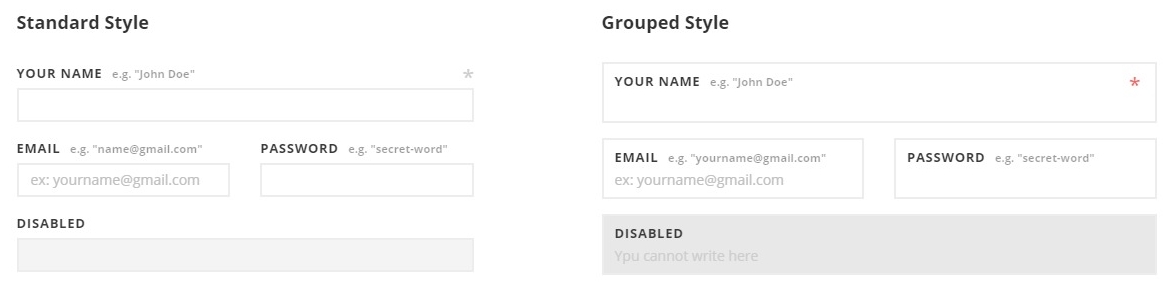 Standard Style
YOUR NAME e.g. "John Doe" *
EMAIL e.g. "name@gmail.com"
ex: yourname@gmail.com
PASSWORD e.g. "secret-word"
DISABLED
Grouped Style
YOUR NAME e.g. "John Doe" *
EMAIL e.g. "yourname@gmail.com"
ex: yourname@gmail.com
PASSWORD e.g. "secret-word"
DISABLED
Ypu cannot write here